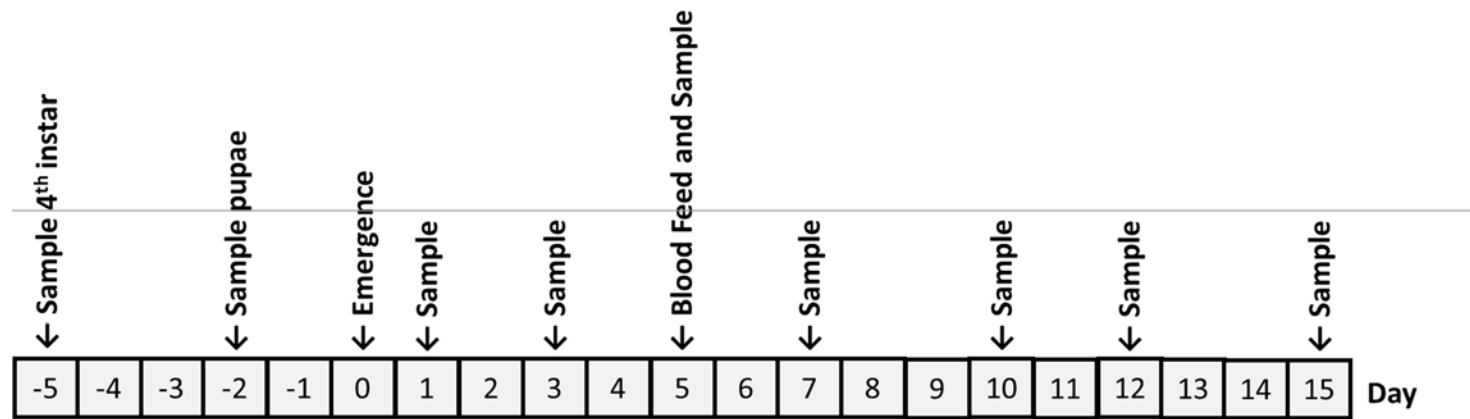 ← Sample 4th instar
← Sample pupae
← Emergence
← Sample
← Sample
← Blood Feed and Sample
← Sample
← Sample
← Sample
← Sample
-5 -4 -3 -2 -1 0 1 2 3 4 5 6 7 8 9 10 11 12 13 14 15 Day